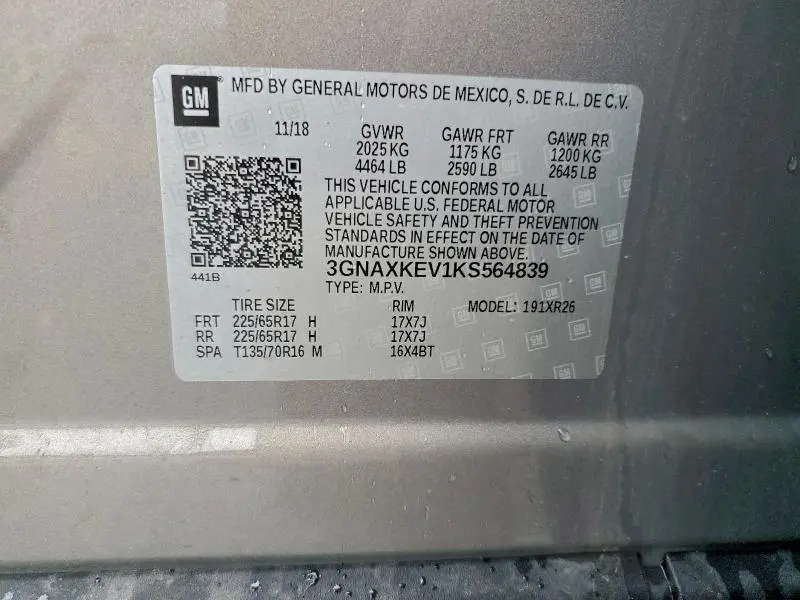 GM
MFD BY GENERAL MOTORS DE MEXICO, S. DE R.L. DE C.V.
11/18 GVWR GAWR FRT GAWR RR
2025 KG 1175 KG 1200 KG
4464 LB 2590 LB 2645 LB
THIS VEHICLE CONFORMS TO ALL
APPLICABLE U.S. FEDERAL MOTOR
VEHICLE SAFETY AND THEFT PREVENTION
STANDARDS IN EFFECT ON THE DATE OF
MANUFACTURE SHOWN ABOVE.
441B 3GNAXKEV1KS564839
TYPE: M.P.V.
TIRE SIZE RIM MODEL: 191XR26
FRT 225/65R17 H 17X7J
RR 225/65R17 H 17X7J
SPA T135/70R16 M 16X4BT